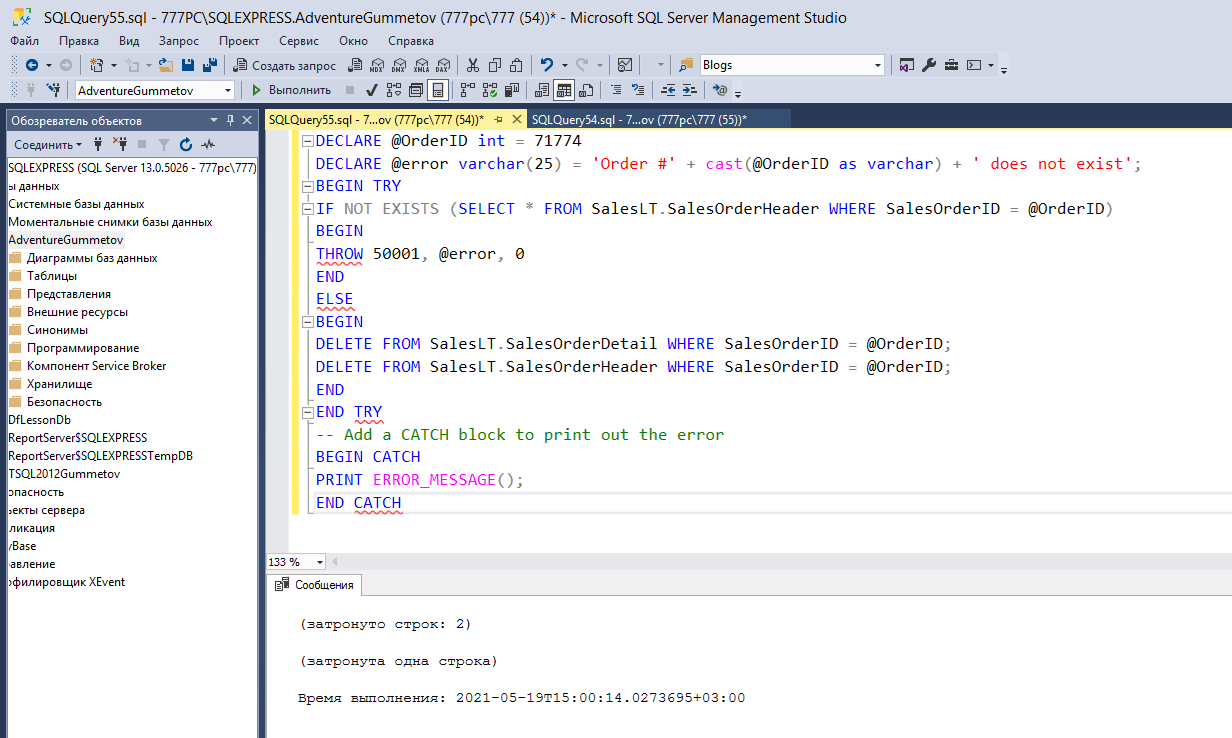 SQLQuery55.sql - 777PC\SQLEXPRESS.AdventureGummetov (777pc\777 (54))* - Microsoft SQL Server Management Studio
Файл Правка Вид Запрос Проект Сервис Окно Справка
Создать запрос MDX DMX XMLA DAX Blogs
AdventureGummetov Выполнить
Обозреватель объектов
SQLQuery55.sql - 7...ov (777pc\777 (54))* SQLQuery54.sql - 7...ov (777pc\777 (55))*
Соединить
SQLEXPRESS (SQL Server 13.0.5026 - 777pc\777)
ы данных
Системные базы данных
Моментальные снимки базы данных
AdventureGummetov
Диаграммы баз данных
Таблицы
Представления
Внешние ресурсы
Синонимы
Программирование
Компонент Service Broker
Хранилище
Безопасность
DfLessonDb
ReportServer$SQLEXPRESS
ReportServer$SQLEXPRESSTempDB
TSQL2012Gummetov
опасность
ъекты сервера
ликация
yBase
авление
офилировщик XEvent
DECLARE @OrderID int = 71774
DECLARE @error varchar(25) = 'Order #' + cast(@OrderID as varchar) + ' does not exist';
BEGIN TRY
IF NOT EXISTS (SELECT * FROM SalesLT.SalesOrderHeader WHERE SalesOrderID = @OrderID)
BEGIN
THROW 50001, @error, 0
END
ELSE
BEGIN
DELETE FROM SalesLT.SalesOrderDetail WHERE SalesOrderID = @OrderID;
DELETE FROM SalesLT.SalesOrderHeader WHERE SalesOrderID = @OrderID;
END
END TRY
-- Add a CATCH block to print out the error
BEGIN CATCH
PRINT ERROR_MESSAGE();
END CATCH
133 %
Сообщения
(затронуто строк: 2)
(затронута одна строка)
Время выполнения: 2021-05-19T15:00:14.0273695+03:00